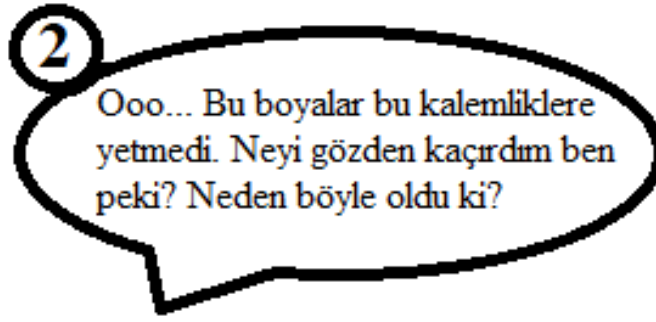 2
Ooo... Bu boyalar bu kalemliklere
yetmedi. Neyi gözden kaçırdım ben
peki? Neden böyle oldu ki?